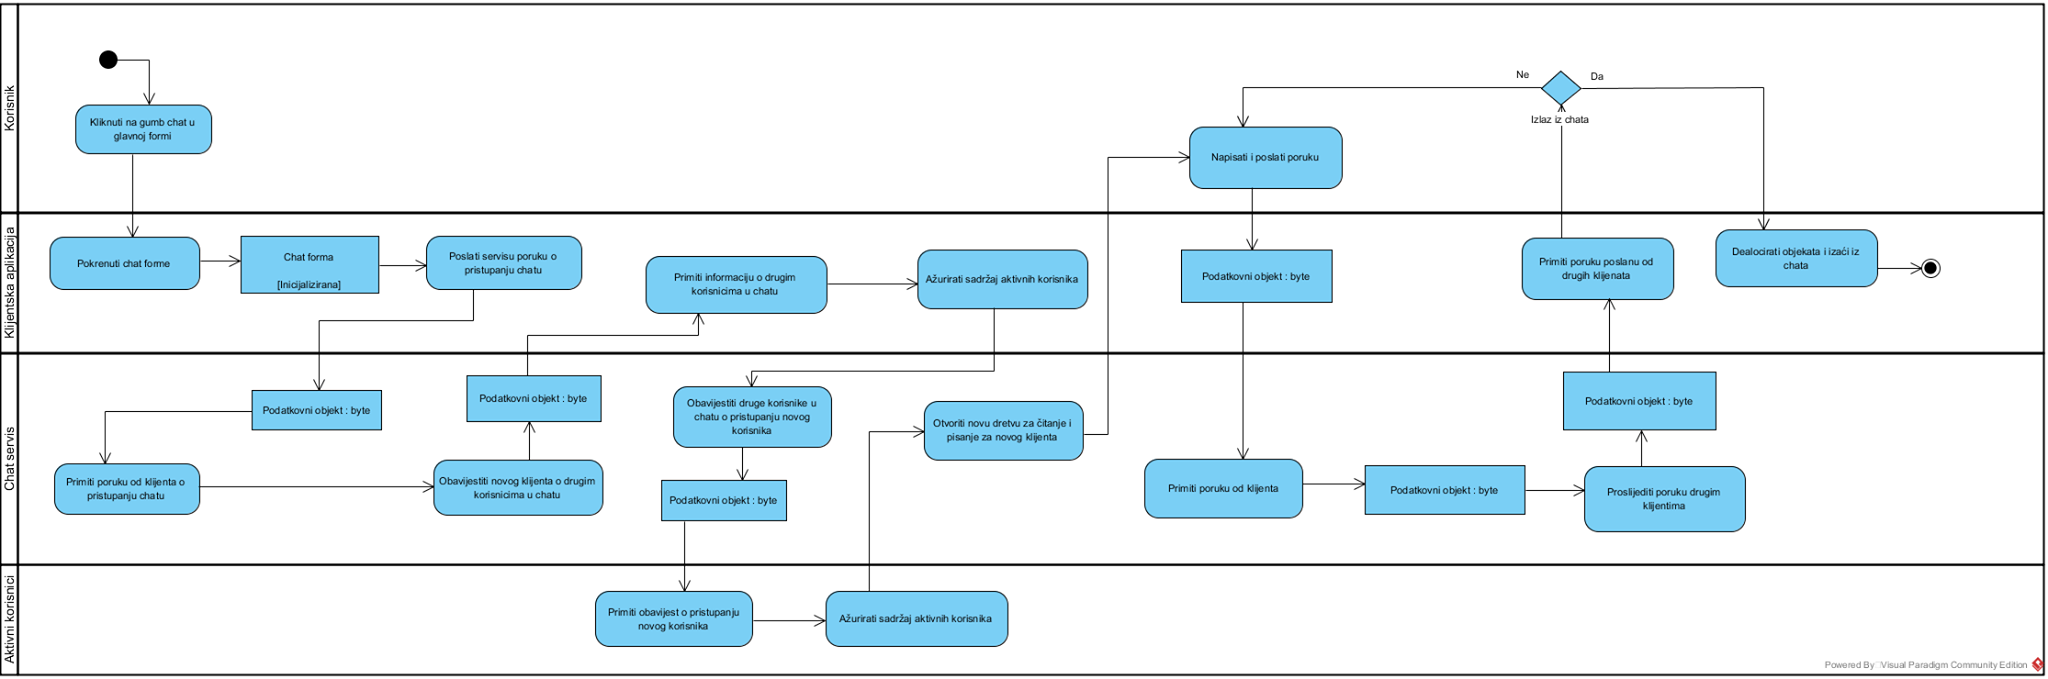 Korisnik
Kliknuti na gumb chat u
glavnoj formi
Napisati i poslati poruku
Ne
Da
Izlaz iz chata
Klijentska aplikacija
Pokrenuti chat forme
Chat forma
[Inicijalizirana]
Poslati servisu poruku o
pristupanju chatu
Primiti informaciju o drugim
korisnicima u chatu
Ažurirati sadržaj aktivnih korisnika
Podatkovni objekt : byte
Primiti poruku poslanu od
drugih klijenata
Dealocirati objekata i izaći iz
chata
Chat servis
Podatkovni objekt : byte
Primiti poruku od klijenta o
pristupanju chatu
Podatkovni objekt : byte
Obavijestiti novog klijenta o drugim
korisnicima u chatu
Obavijestiti druge korisnike u
chatu o pristupanju novog
korisnika
Podatkovni objekt : byte
Otvoriti novu dretvu za čitanje i
pisanje za novog klijenta
Primiti poruku od klijenta
Podatkovni objekt : byte
Podatkovni objekt : byte
Proslijediti poruku drugim
klijentima
Aktivni korisnici
Primiti obavijest o pristupanju
novog korisnika
Ažurirati sadržaj aktivnih korisnika
Powered By Visual Paradigm Community Edition